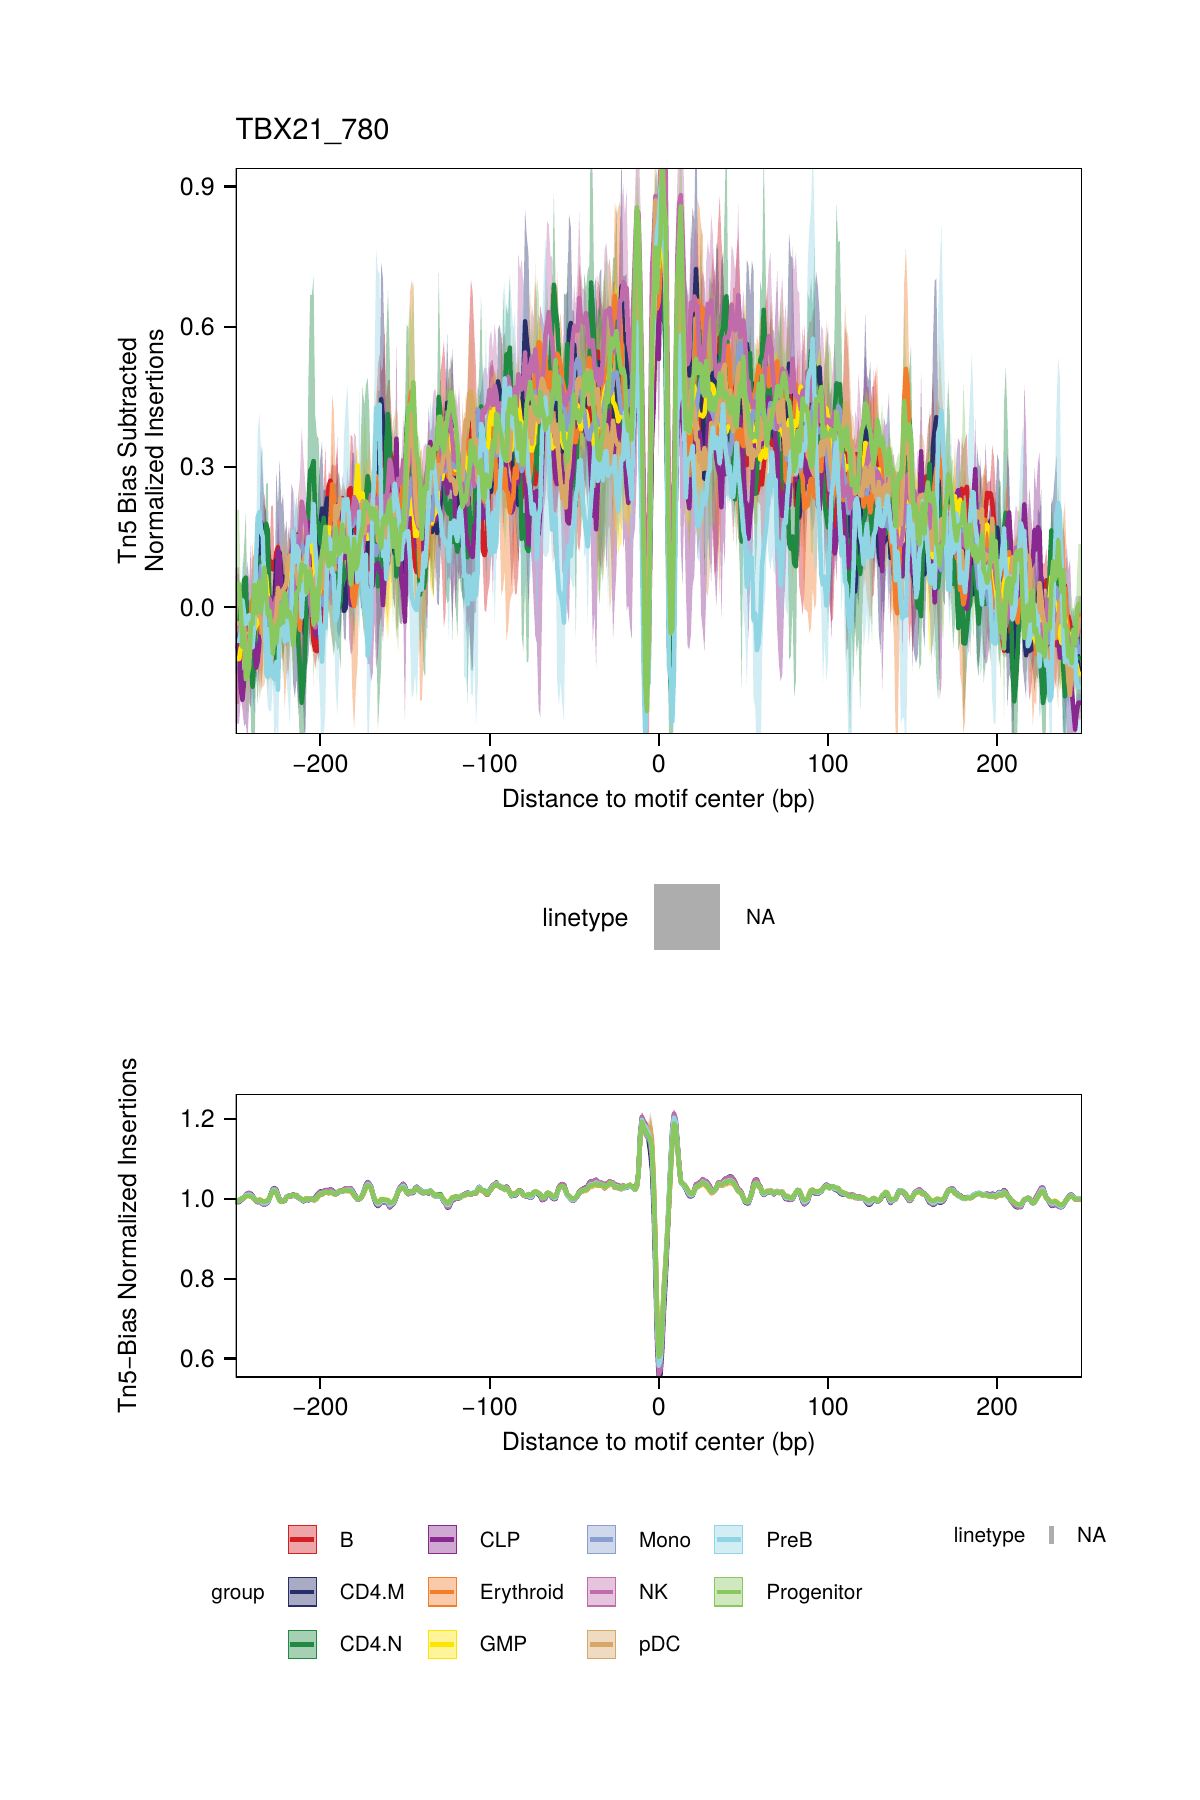 TBX21_780
Tn5 Bias Subtracted
Normalized Insertions
0.9
0.6
0.3
0.0
−200
−100
0
100
200
Distance to motif center (bp)
linetype
NA
Tn5−Bias Normalized Insertions
1.2
1.0
0.8
0.6
−200
−100
0
100
200
Distance to motif center (bp)
group
B
CD4.M
CD4.N
CLP
Erythroid
GMP
Mono
NK
pDC
PreB
Progenitor
linetype
NA